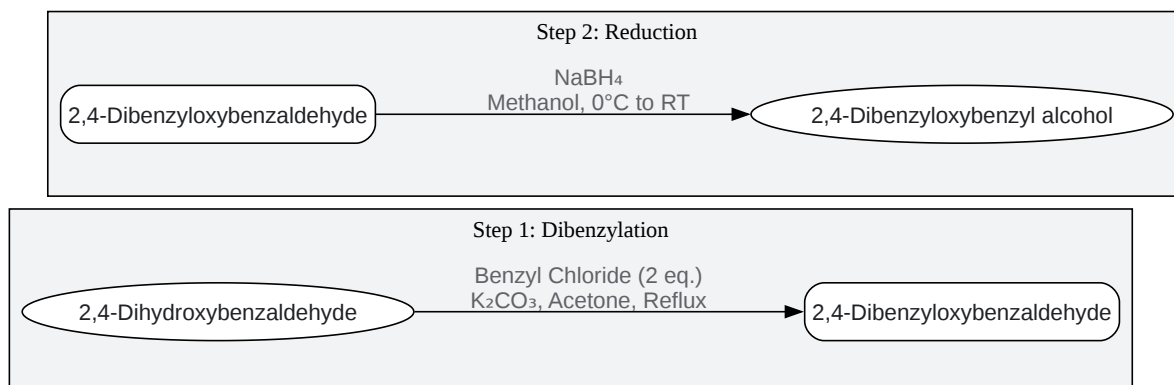 Step 2: Reduction
NaBH₄
Methanol, 0°C to RT
2,4-Dibenzyloxybenzaldehyde
2,4-Dibenzyloxybenzyl alcohol
Step 1: Dibenzylation
Benzyl Chloride (2 eq.)
K₂CO₃, Acetone, Reflux
2,4-Dihydroxybenzaldehyde
2,4-Dibenzyloxybenzaldehyde